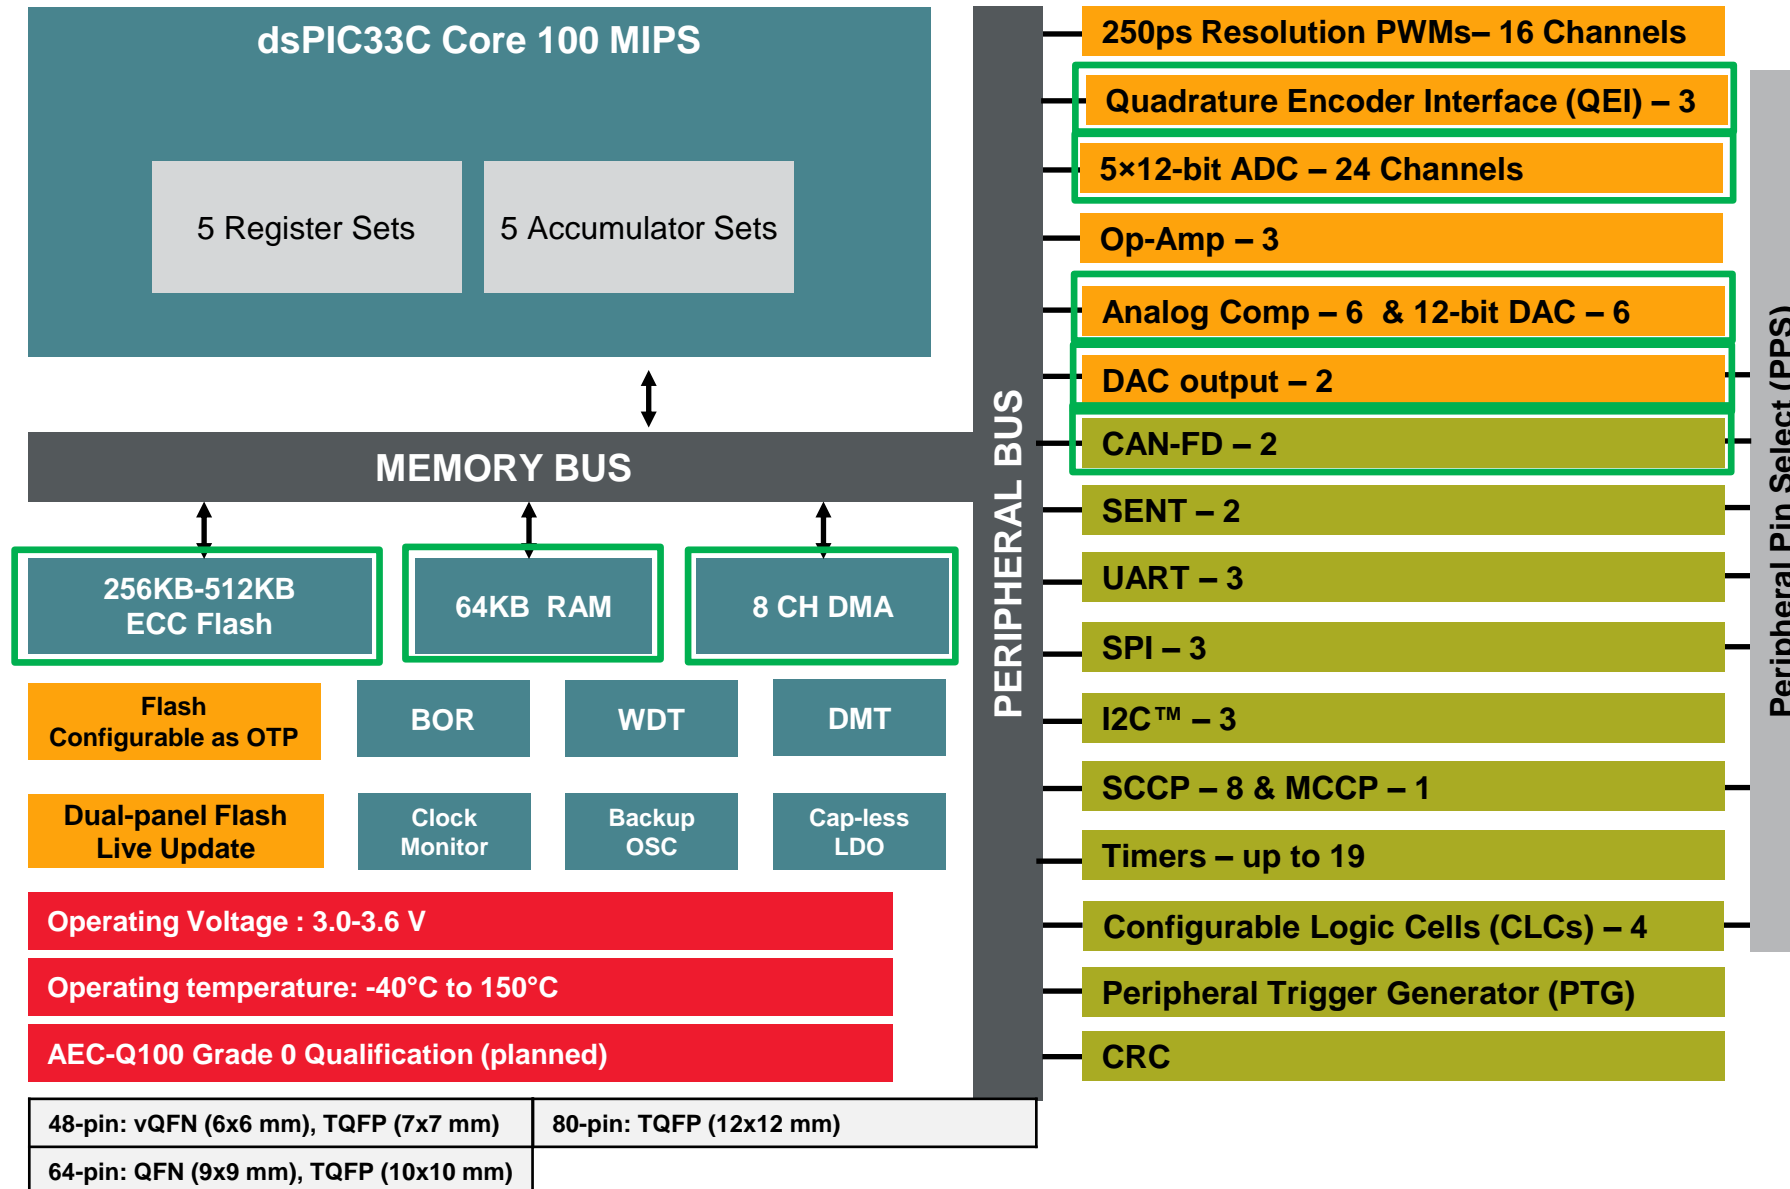 dsPIC33C Core 100 MIPS
5 Register Sets
5 Accumulator Sets
MEMORY BUS
256KB-512KB
ECC Flash
64KB RAM
8 CH DMA
Flash
Configurable as OTP
BOR
WDT
DMT
Dual-panel Flash
Live Update
Clock
Monitor
Backup
OSC
Cap-less
LDO
Operating Voltage : 3.0-3.6 V
Operating temperature: -40°C to 150°C
AEC-Q100 Grade 0 Qualification (planned)
48-pin: vQFN (6x6 mm), TQFP (7x7 mm)
80-pin: TQFP (12x12 mm)
64-pin: QFN (9x9 mm), TQFP (10x10 mm)
PERIPHERAL BUS
250ps Resolution PWMs– 16 Channels
Quadrature Encoder Interface (QEI) – 3
5×12-bit ADC – 24 Channels
Op-Amp – 3
Analog Comp – 6 & 12-bit DAC – 6
DAC output – 2
CAN-FD – 2
SENT – 2
UART – 3
SPI – 3
I2C™ – 3
SCCP – 8 & MCCP – 1
Timers – up to 19
Configurable Logic Cells (CLCs) – 4
Peripheral Trigger Generator (PTG)
CRC
Peripheral Pin Select (PPS)